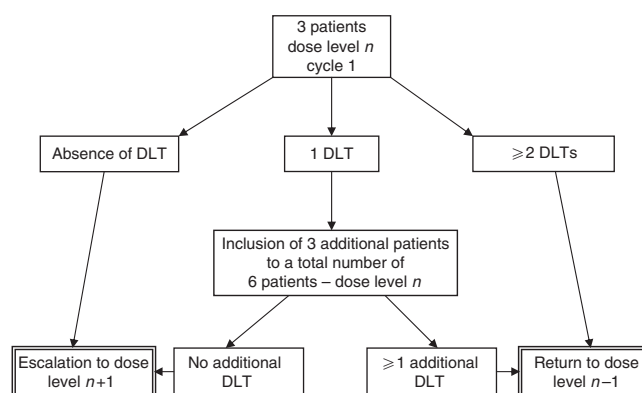 3 patients
dose level n
cycle 1
Absence of DLT
1 DLT
⩾2 DLTs
Inclusion of 3 additional patients
to a total number of
6 patients – dose level n
Escalation to dose
level n+1
No additional
DLT
⩾1 additional
DLT
Return to dose
level n–1